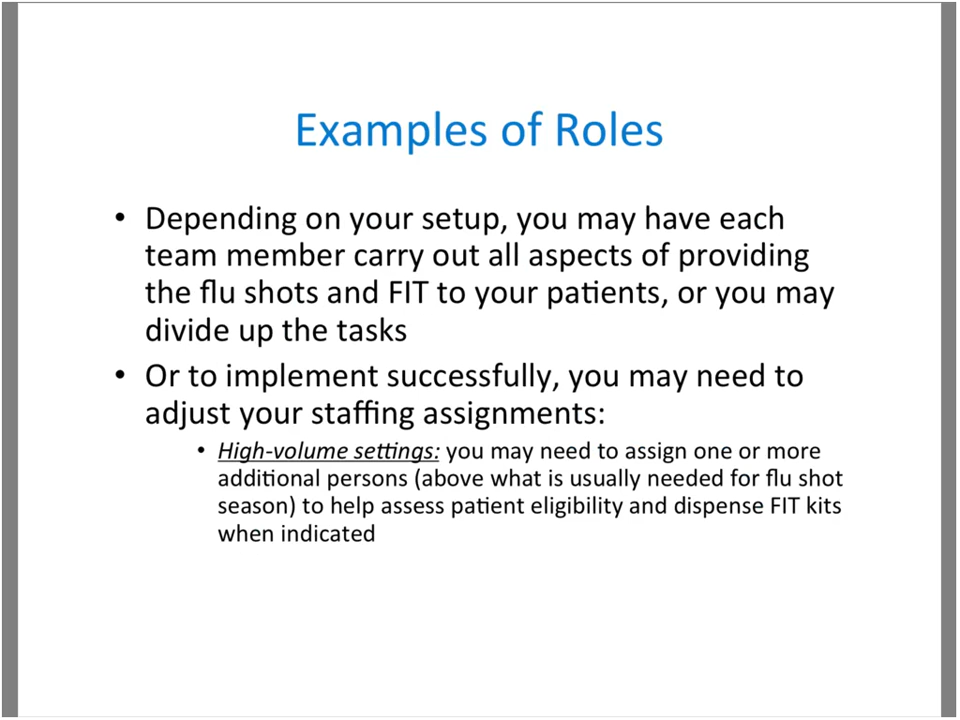 Examples of Roles
• Depending on your setup, you may have each
team member carry out all aspects of providing
the flu shots and FIT to your patients, or you may
divide up the tasks
• Or to implement successfully, you may need to
adjust your staffing assignments:
• High-volume settings: you may need to assign one or more
additional persons (above what is usually needed for flu shot
season) to help assess patient eligibility and dispense FIT kits
when indicated